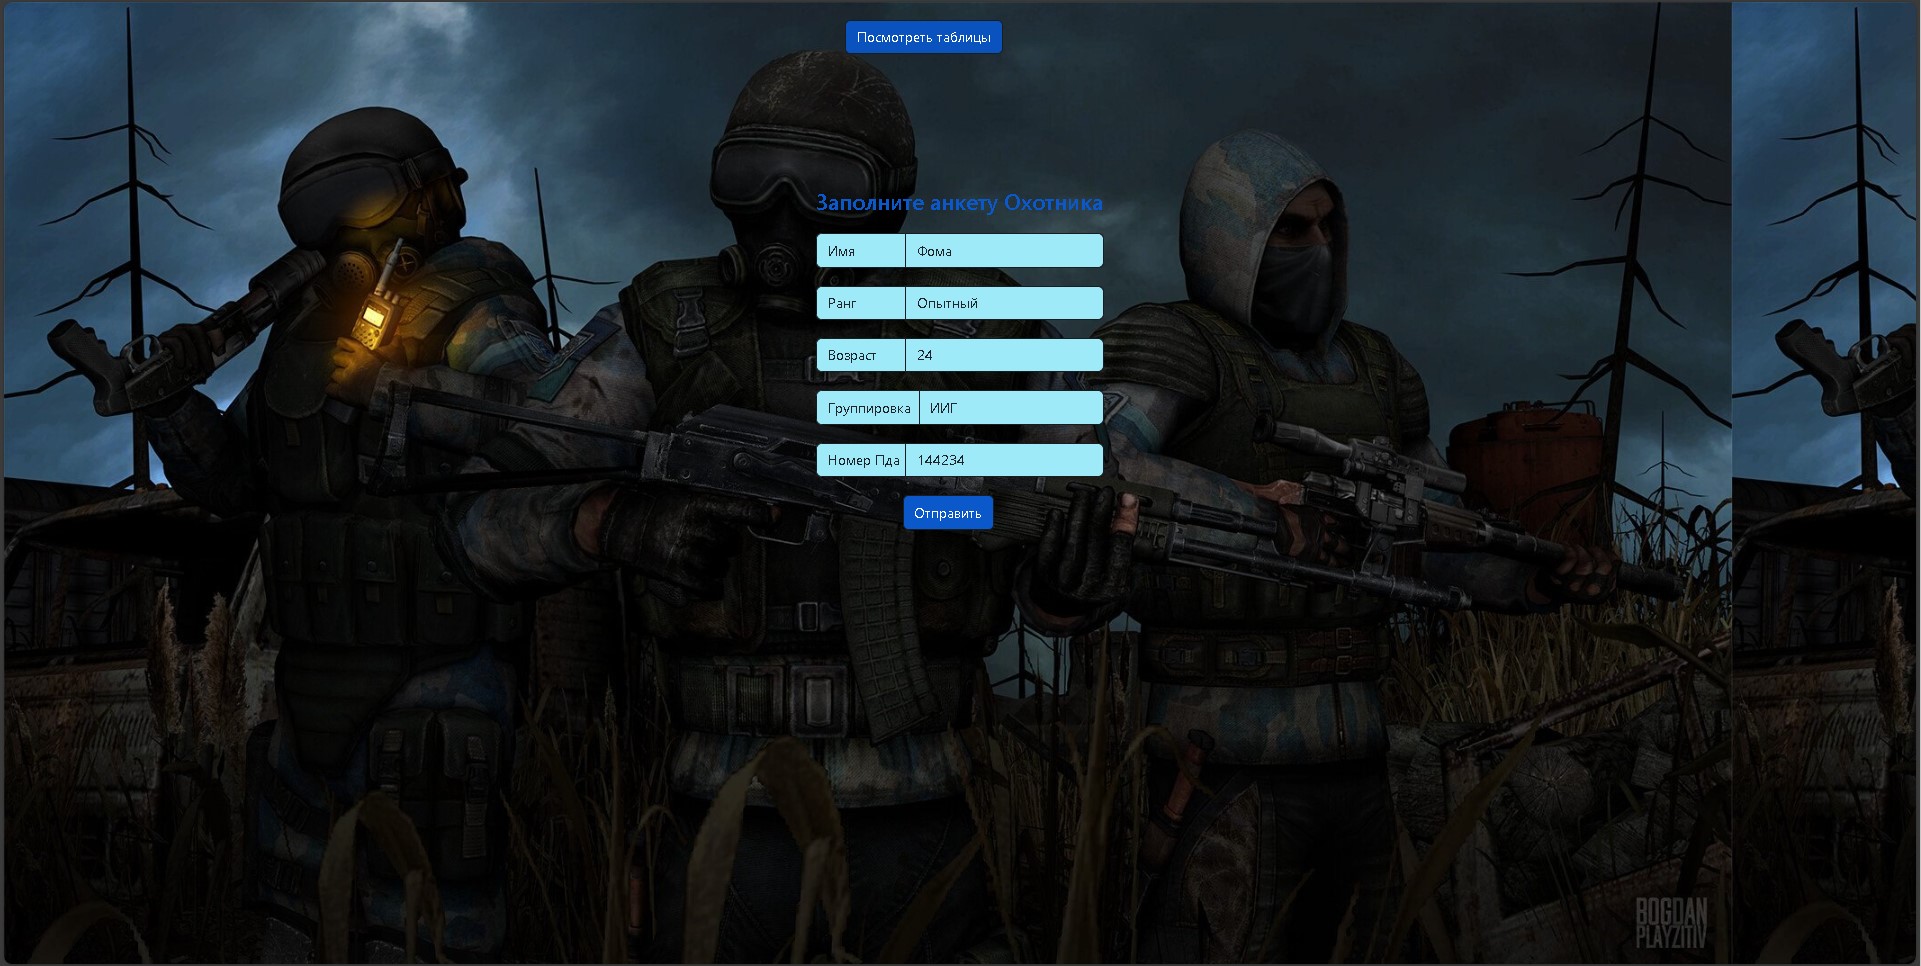 Посмотреть таблицы
Заполните анкету Охотника
Имя Фома
Ранг Опытный
Возраст 24
Группировка ИИГ
Номер Пда 144234
Отправить
BOGDAN
PLAYZITIV